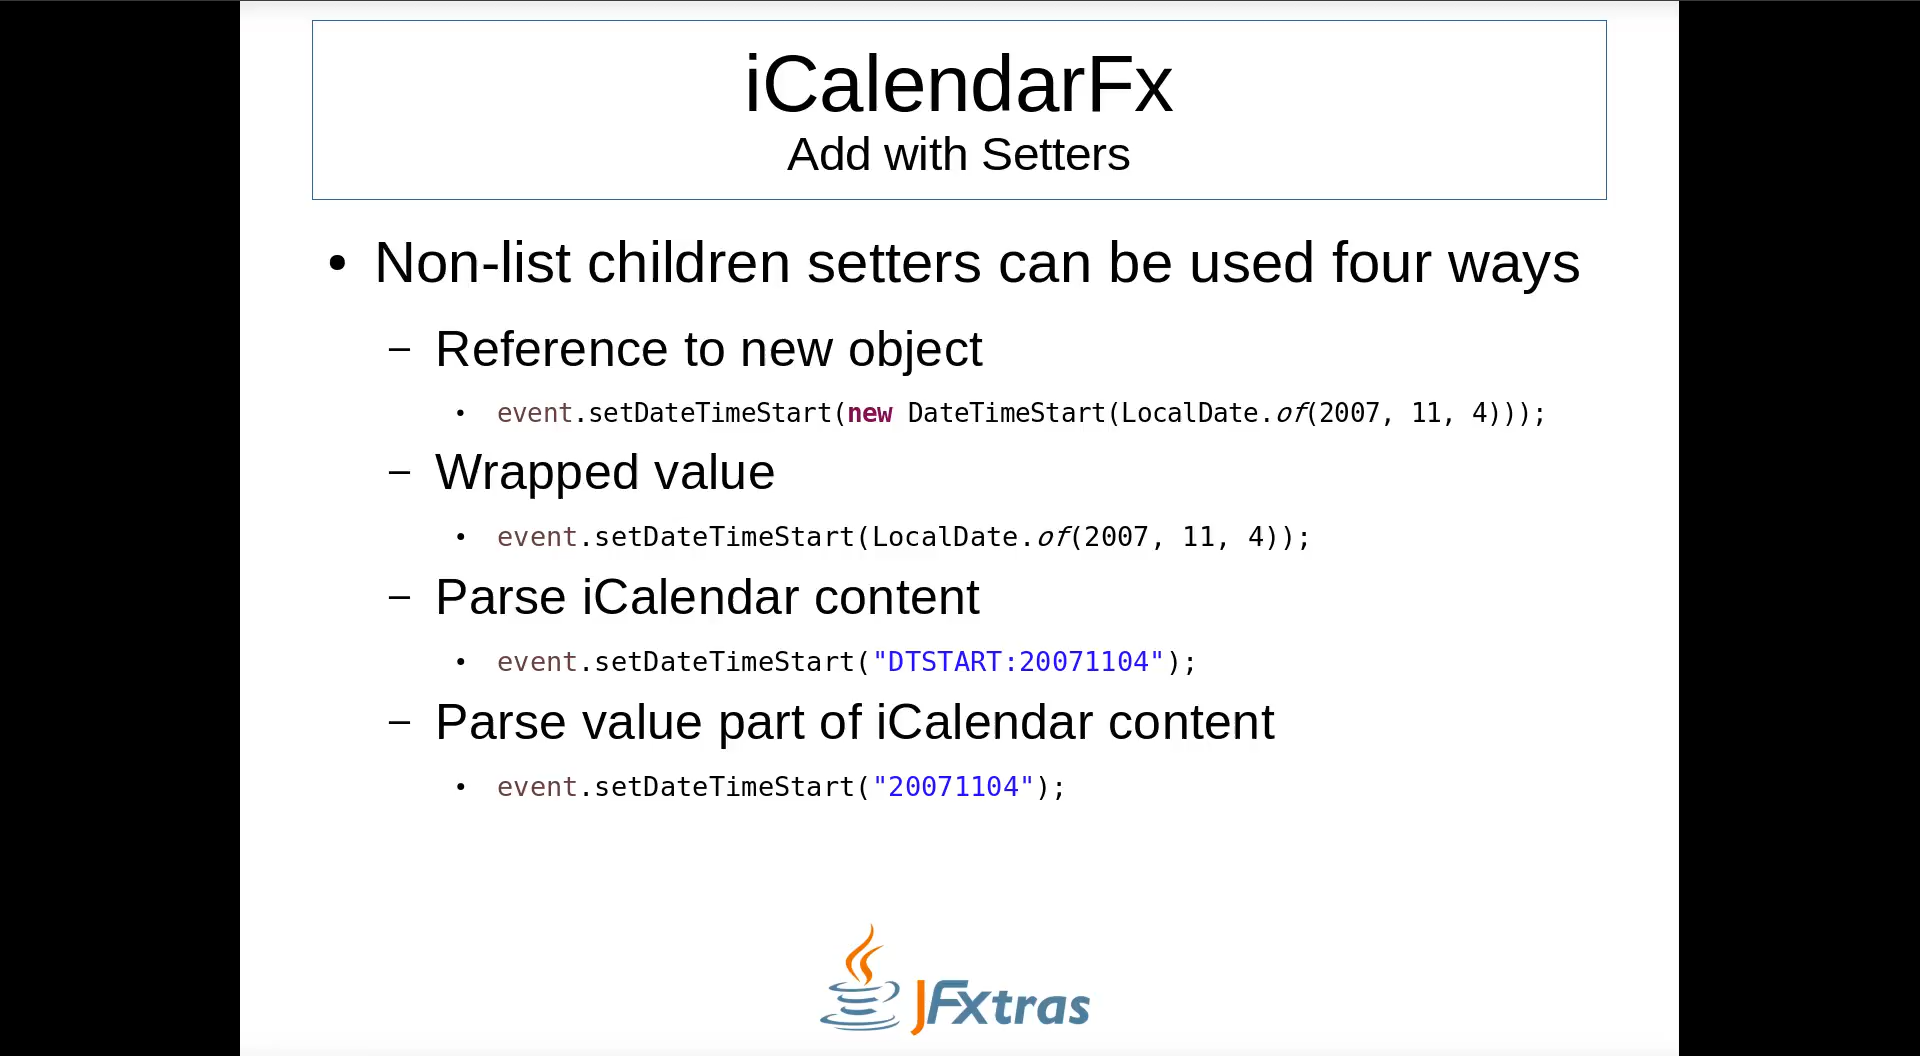 iCalendarFx
Add with Setters
• Non-list children setters can be used four ways
– Reference to new object
• event.setDateTimeStart(new DateTimeStart(LocalDate.of(2007, 11, 4)));
– Wrapped value
• event.setDateTimeStart(LocalDate.of(2007, 11, 4));
– Parse iCalendar content
• event.setDateTimeStart("DTSTART:20071104");
– Parse value part of iCalendar content
• event.setDateTimeStart("20071104");
JFXtras